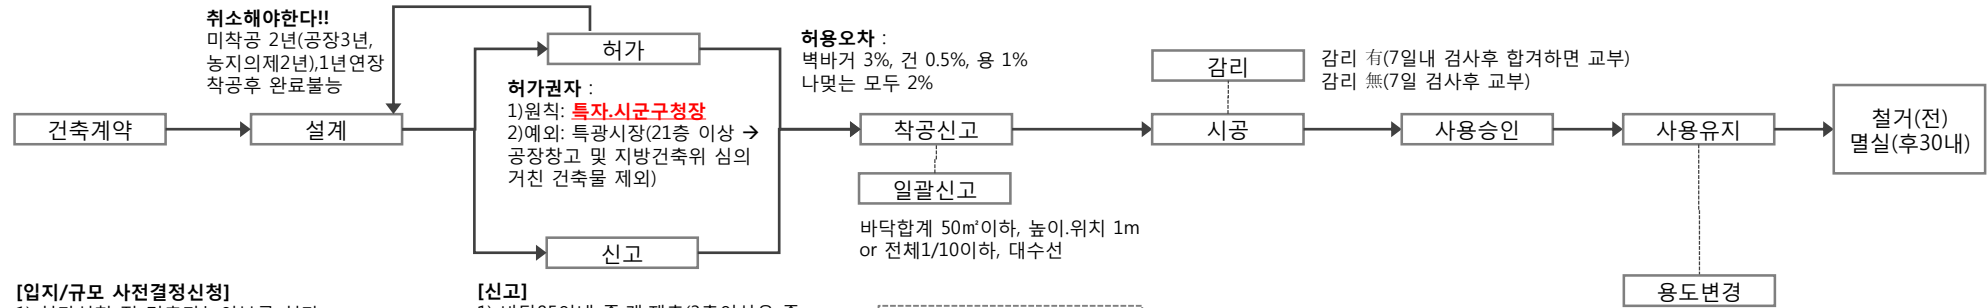 취소해야한다!!
미착공 2년(공장3년,
농지의제2년),1년연장
착공후 완료불능
건축계약
설계
허가
허가권자 :
1)원칙: 특자.시군구청장
2)예외: 특광시장(21층 이상 →
공장창고 및 지방건축위 심의
거친 건축물 제외)
신고
허용오차 :
벽바거 3%, 건 0.5%, 용 1%
나멎는 모두 2%
착공신고
일괄신고
바닥합계 50㎡이하, 높이.위치 1m
or 전체1/10이하, 대수선
감리
시공
감리 有(7일내 검사후 합겨하면 교부)
감리 無(7일 검사후 교부)
사용승인
사용유지
용도변경
철거(전)
멸실(후30내)
[입지/규모 사전결정신청]
[신고]